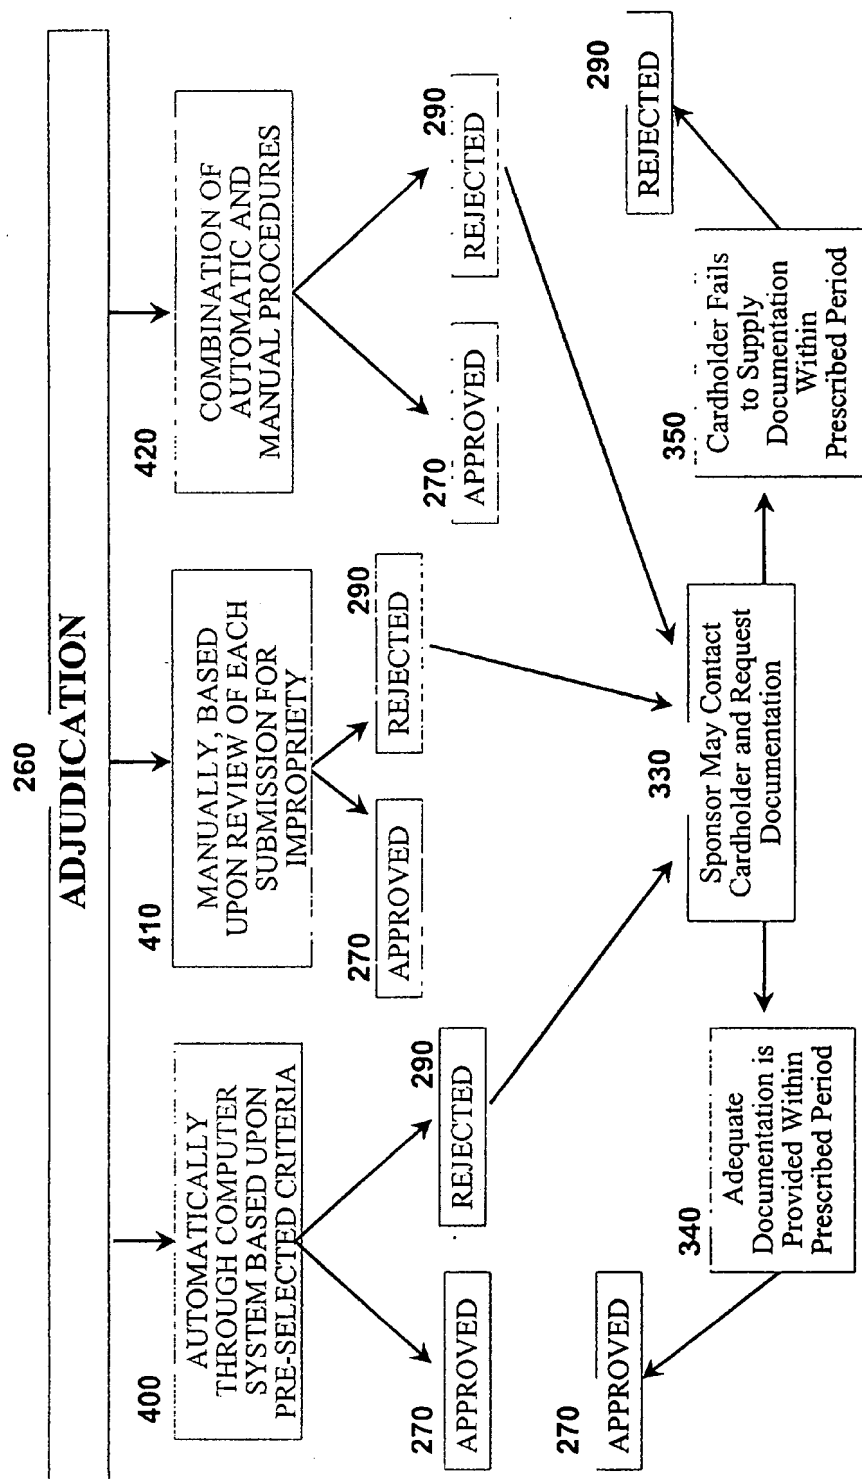 260
ADJUDICATION
400
AUTOMATICALLY
THROUGH COMPUTER
SYSTEM BASED UPON
PRE-SELECTED CRITERIA
410
MANUALLY, BASED
UPON REVIEW OF EACH
SUBMISSION FOR
IMPROPRIETY
420
COMBINATION OF
AUTOMATIC AND
MANUAL PROCEDURES
270
APPROVED
290
REJECTED
270
APPROVED
290
REJECTED
270
APPROVED
290
REJECTED
330
Sponsor May Contact
Cardholder and Request
Documentation
270
APPROVED
340
Adequate
Documentation is
Provided Within
Prescribed Period
350
Cardholder Fails
to Supply
Documentation
Within
Prescribed Period
290
REJECTED